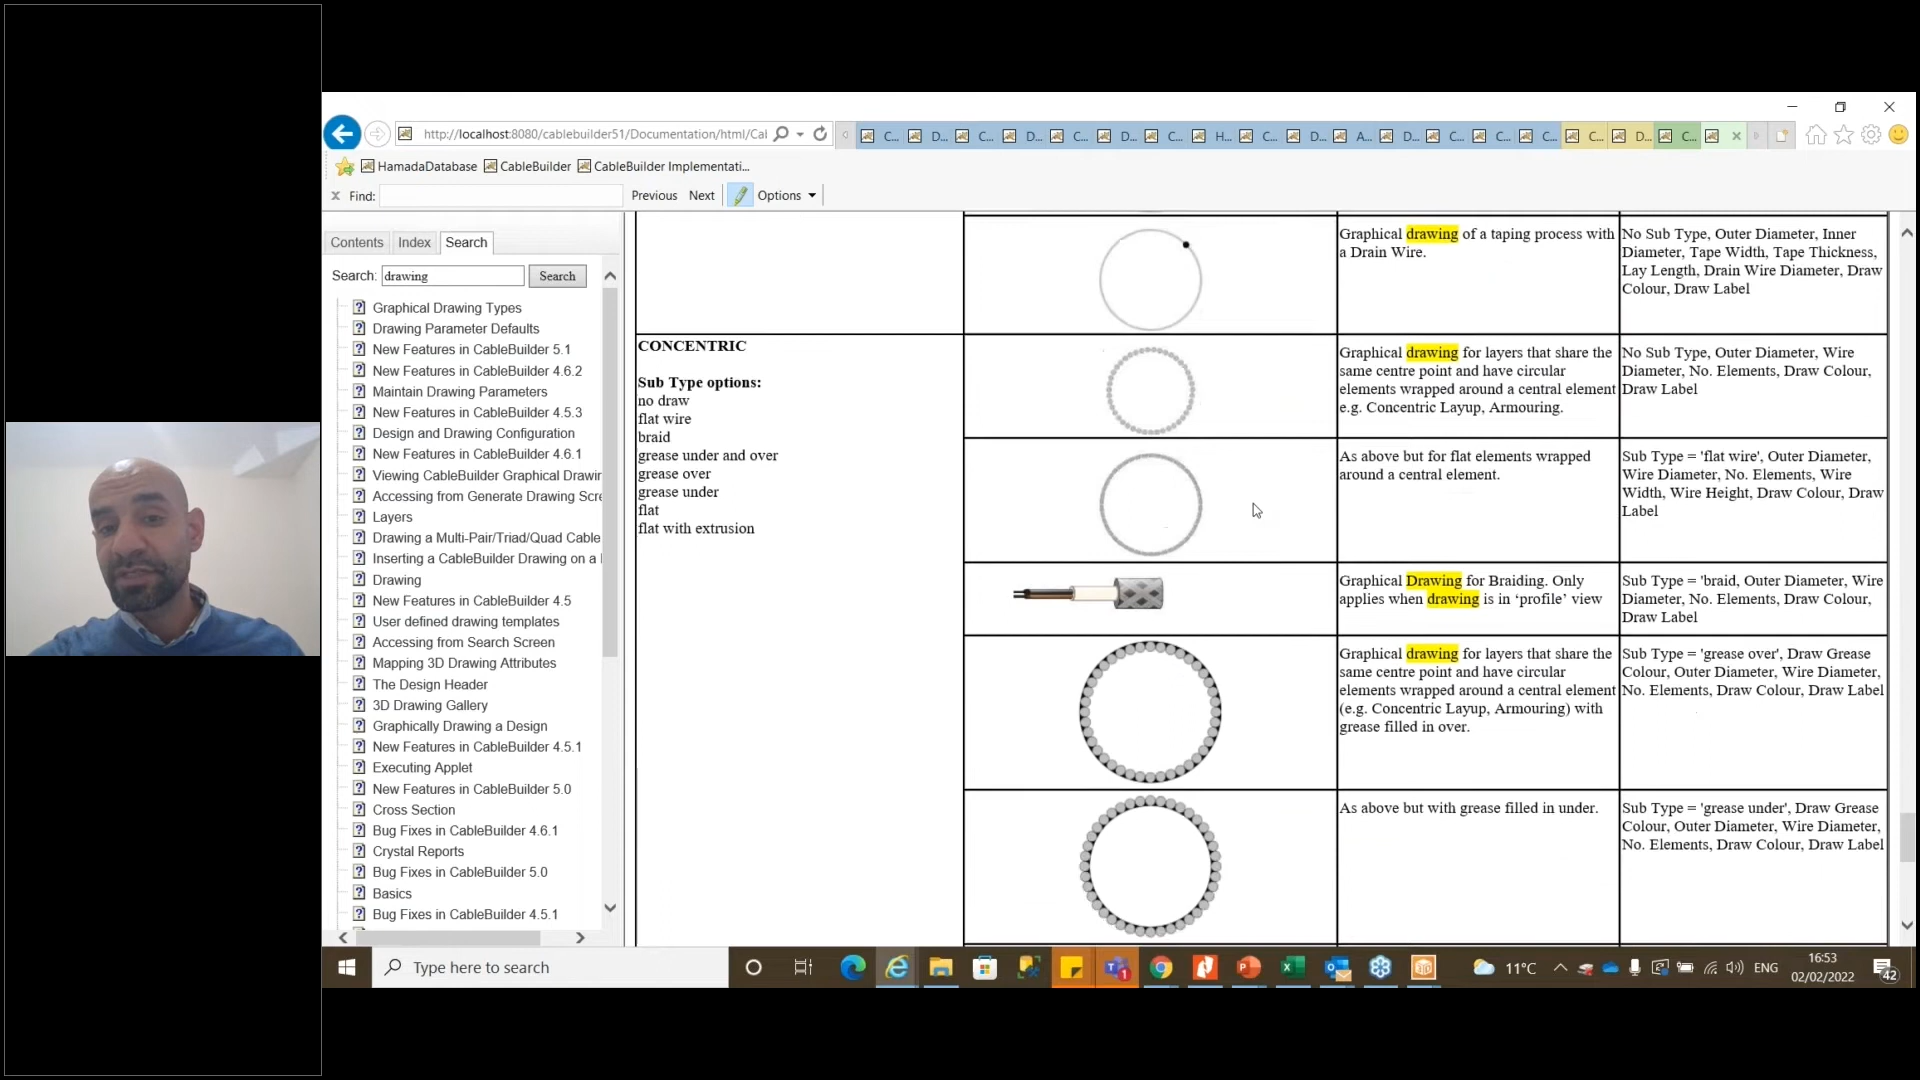 http://localhost:8080/cablebuilder51/Documentation/html/Cal
C... D... C... D... C... D... C... H... C... D... A... D... C... C... C... C... D... C...
HamadaDatabase CableBuilder CableBuilder Implementati...
x Find: Previous Next Options
Contents Index Search
Search: drawing Search
Graphical Drawing Types
Drawing Parameter Defaults
New Features in CableBuilder 5.1
New Features in CableBuilder 4.6.2
Maintain Drawing Parameters
New Features in CableBuilder 4.5.3
Design and Drawing Configuration
New Features in CableBuilder 4.6.1
Viewing CableBuilder Graphical Drawin
Accessing from Generate Drawing Scre
Layers
Drawing a Multi-Pair/Triad/Quad Cable
Inserting a CableBuilder Drawing on a
Drawing
New Features in CableBuilder 4.5
User defined drawing templates
Accessing from Search Screen
Mapping 3D Drawing Attributes
The Design Header
3D Drawing Gallery
Graphically Drawing a Design
New Features in CableBuilder 4.5.1
Executing Applet
New Features in CableBuilder 5.0
Cross Section
Bug Fixes in CableBuilder 4.6.1
Crystal Reports
Bug Fixes in CableBuilder 5.0
Basics
Bug Fixes in CableBuilder 4.5.1
Graphical drawing of a taping process with
a Drain Wire.
No Sub Type, Outer Diameter, Inner
Diameter, Tape Width, Tape Thickness,
Lay Length, Drain Wire Diameter, Draw
Colour, Draw Label
CONCENTRIC
Sub Type options:
no draw
flat wire
braid
grease under and over
grease over
grease under
flat
flat with extrusion
Graphical drawing for layers that share the
same centre point and have circular
elements wrapped around a central element
e.g. Concentric Layup, Armouring.
No Sub Type, Outer Diameter, Wire
Diameter, No. Elements, Draw Colour,
Draw Label
As above but for flat elements wrapped
around a central element.
Sub Type = 'flat wire', Outer Diameter,
Wire Diameter, No. Elements, Wire
Width, Wire Height, Draw Colour, Draw
Label
Graphical Drawing for Braiding. Only
applies when drawing is in ‘profile’ view
Sub Type = 'braid, Outer Diameter, Wire
Diameter, No. Elements, Draw Colour,
Draw Label
Graphical drawing for layers that share the
same centre point and have circular
elements wrapped around a central element
(e.g. Concentric Layup, Armouring) with
grease filled in over.
Sub Type = 'grease over', Draw Grease
Colour, Outer Diameter, Wire Diameter,
No. Elements, Draw Colour, Draw Label
As above but with grease filled in under.
Sub Type = 'grease under', Draw Grease
Colour, Outer Diameter, Wire Diameter,
No. Elements, Draw Colour, Draw Label
Type here to search
11°C
ENG
16:53
02/02/2022
42